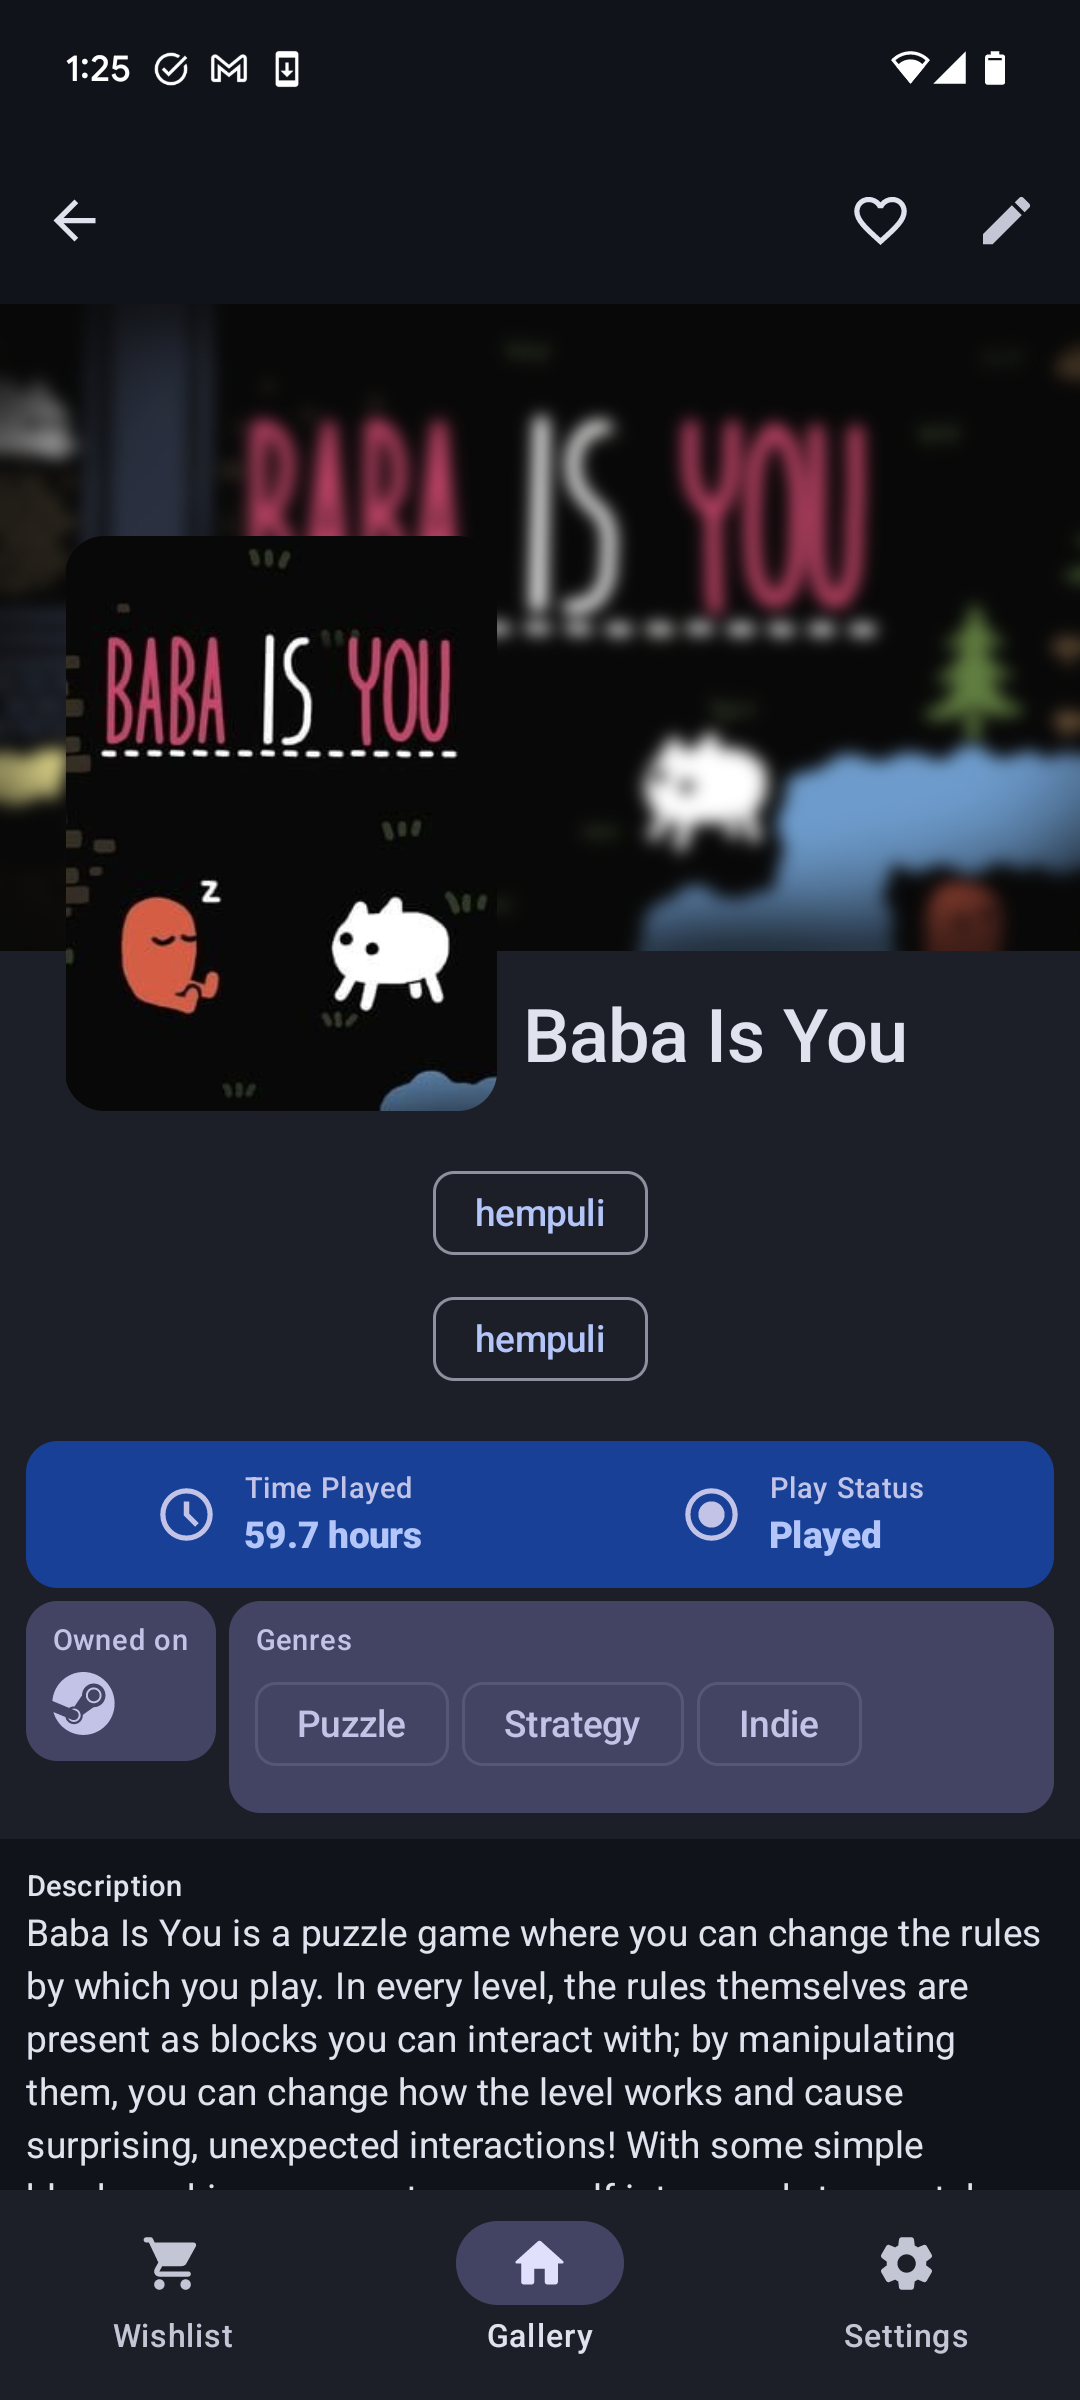 1:25
BABA IS YOU
BABA IS YOU
z
Baba Is You
hempuli
hempuli
Time Played
59.7 hours
Play Status
Played
Owned on
Genres
Puzzle
Strategy
Indie
Description
Baba Is You is a puzzle game where you can change the rules
by which you play. In every level, the rules themselves are
present as blocks you can interact with; by manipulating
them, you can change how the level works and cause
surprising, unexpected interactions! With some simple
Wishlist
Gallery
Settings